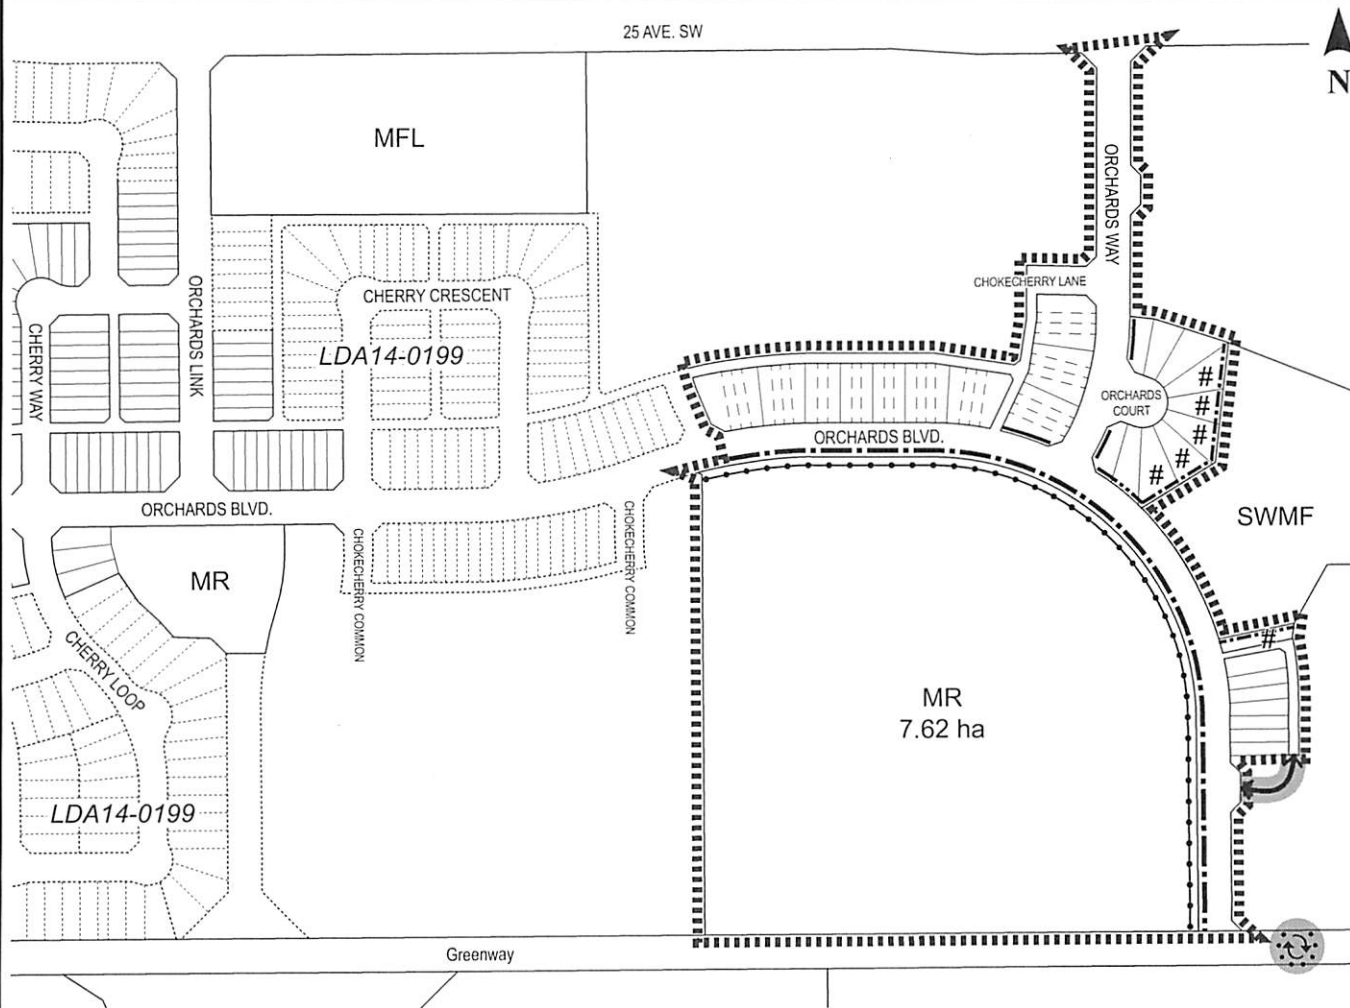 25 AVE. SW
N
MFL
ORCHARDS WAY
CHOKECHERRY LANE
ORCHARDS LINK
CHERRY CRESCENT
CHERRY WAY
LDA14-0199
ORCHARDS
COURT
#
#
#
#
#
ORCHARDS BLVD.
ORCHARDS BLVD.
SWMF
CHOKECHERRY COMMON
CHOKECHERRY COMMON
MR
CHERRY LOOP
#
MR
7.62 ha
LDA14-0199
Greenway